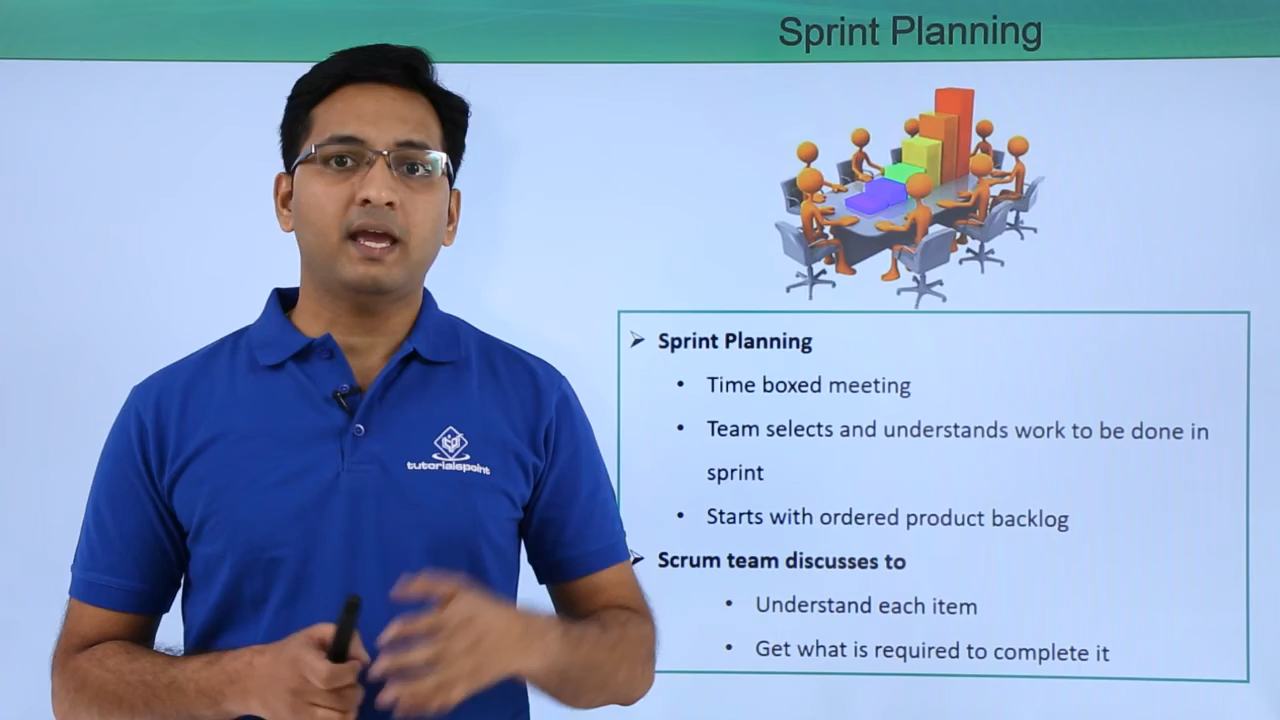 Sprint Planning
➢ Sprint Planning
• Time boxed meeting
• Team selects and understands work to be done in
sprint
• Starts with ordered product backlog
➢ Scrum team discusses to
• Understand each item
• Get what is required to complete it
tutorialspoint